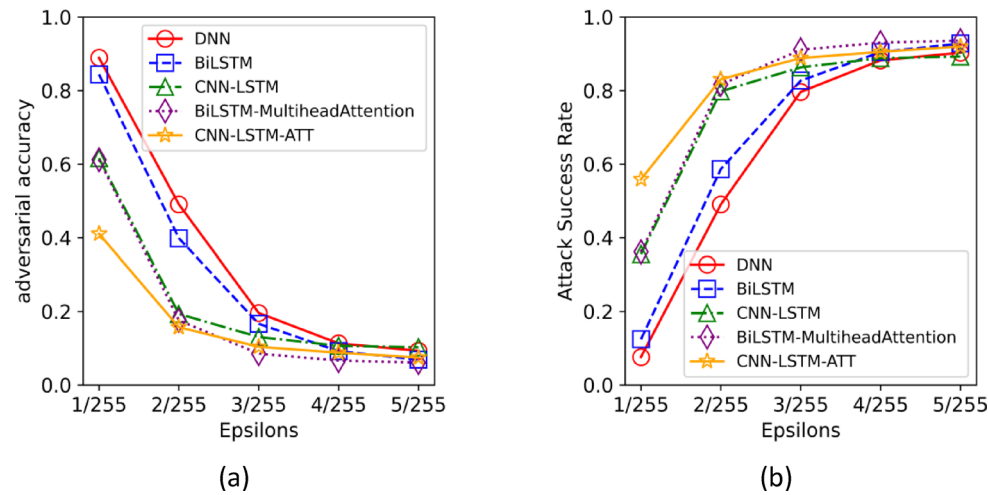 adversarial accuracy
1.0
0.8
0.6
0.4
0.2
0.0
DNN
BiLSTM
CNN-LSTM
BiLSTM-MultiheadAttention
CNN-LSTM-ATT
1/255 2/255 3/255 4/255 5/255
Epsilons
(a)
Attack Success Rate
1.0
0.8
0.6
0.4
0.2
0.0
DNN
BiLSTM
CNN-LSTM
BiLSTM-MultiheadAttention
CNN-LSTM-ATT
1/255 2/255 3/255 4/255 5/255
Epsilons
(b)